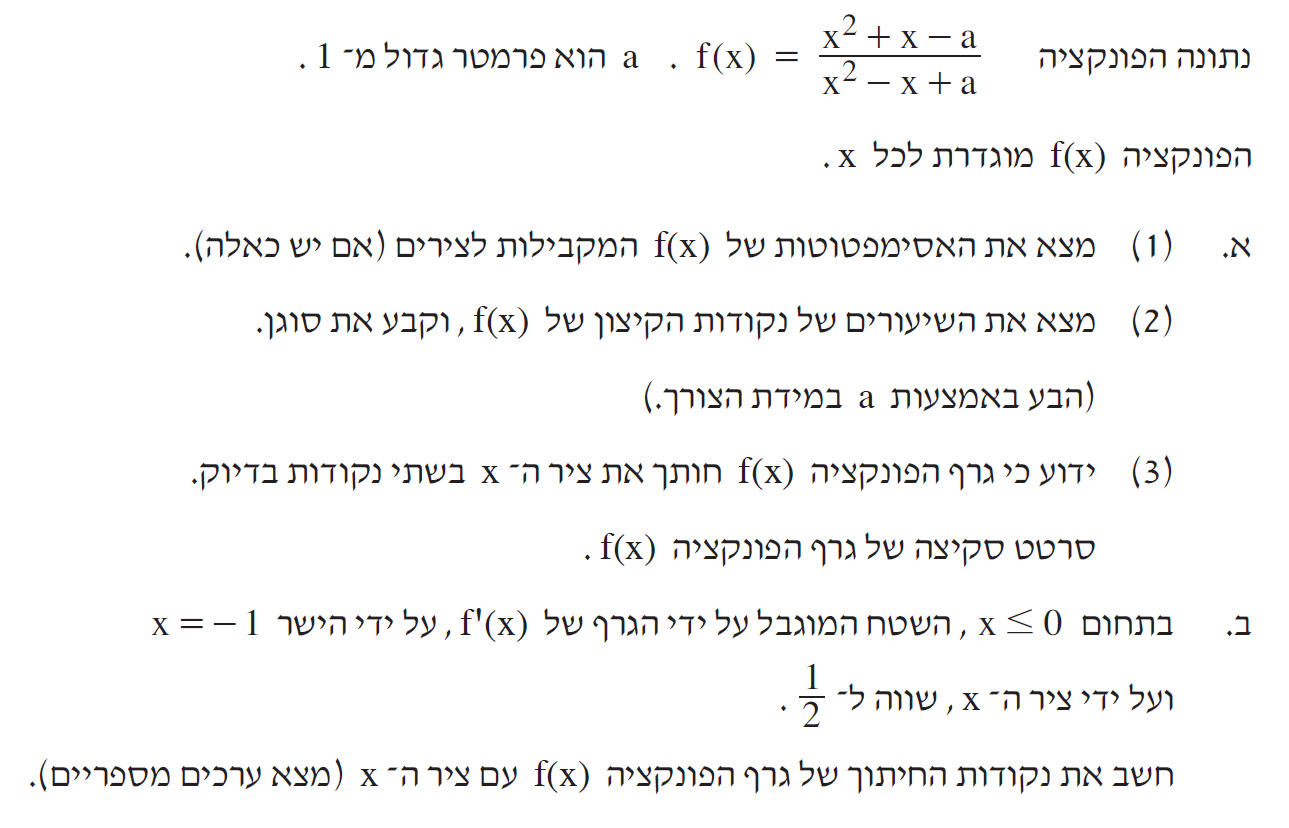 נתונה הפונקציה f(x) = \frac{x^2 + x - a}{x^2 - x + a} . a הוא פרמטר גדול מ־ 1 .
הפונקציה f(x) מוגדרת לכל x .
א. (1) מצא את האסימפטוטות של f(x) המקבילות לצירים (אם יש כאלה).
(2) מצא את השיעורים של נקודות הקיצון של f(x) , וקבע את סוגן.
(הבע באמצעות a במידת הצורך.)
(3) ידוע כי גרף הפונקציה f(x) חותך את ציר ה־ x בשתי נקודות בדיוק.
סרטט סקיצה של גרף הפונקציה f(x) .
ב. בתחום x ≤ 0 , השטח המוגבל על ידי הגרף של f'(x) , על ידי הישר x = −1
ועל ידי ציר ה־ x , שווה ל־ \frac{1}{2} .
חשב את נקודות החיתוך של גרף הפונקציה f(x) עם ציר ה־ x (מצא ערכים מספריים).